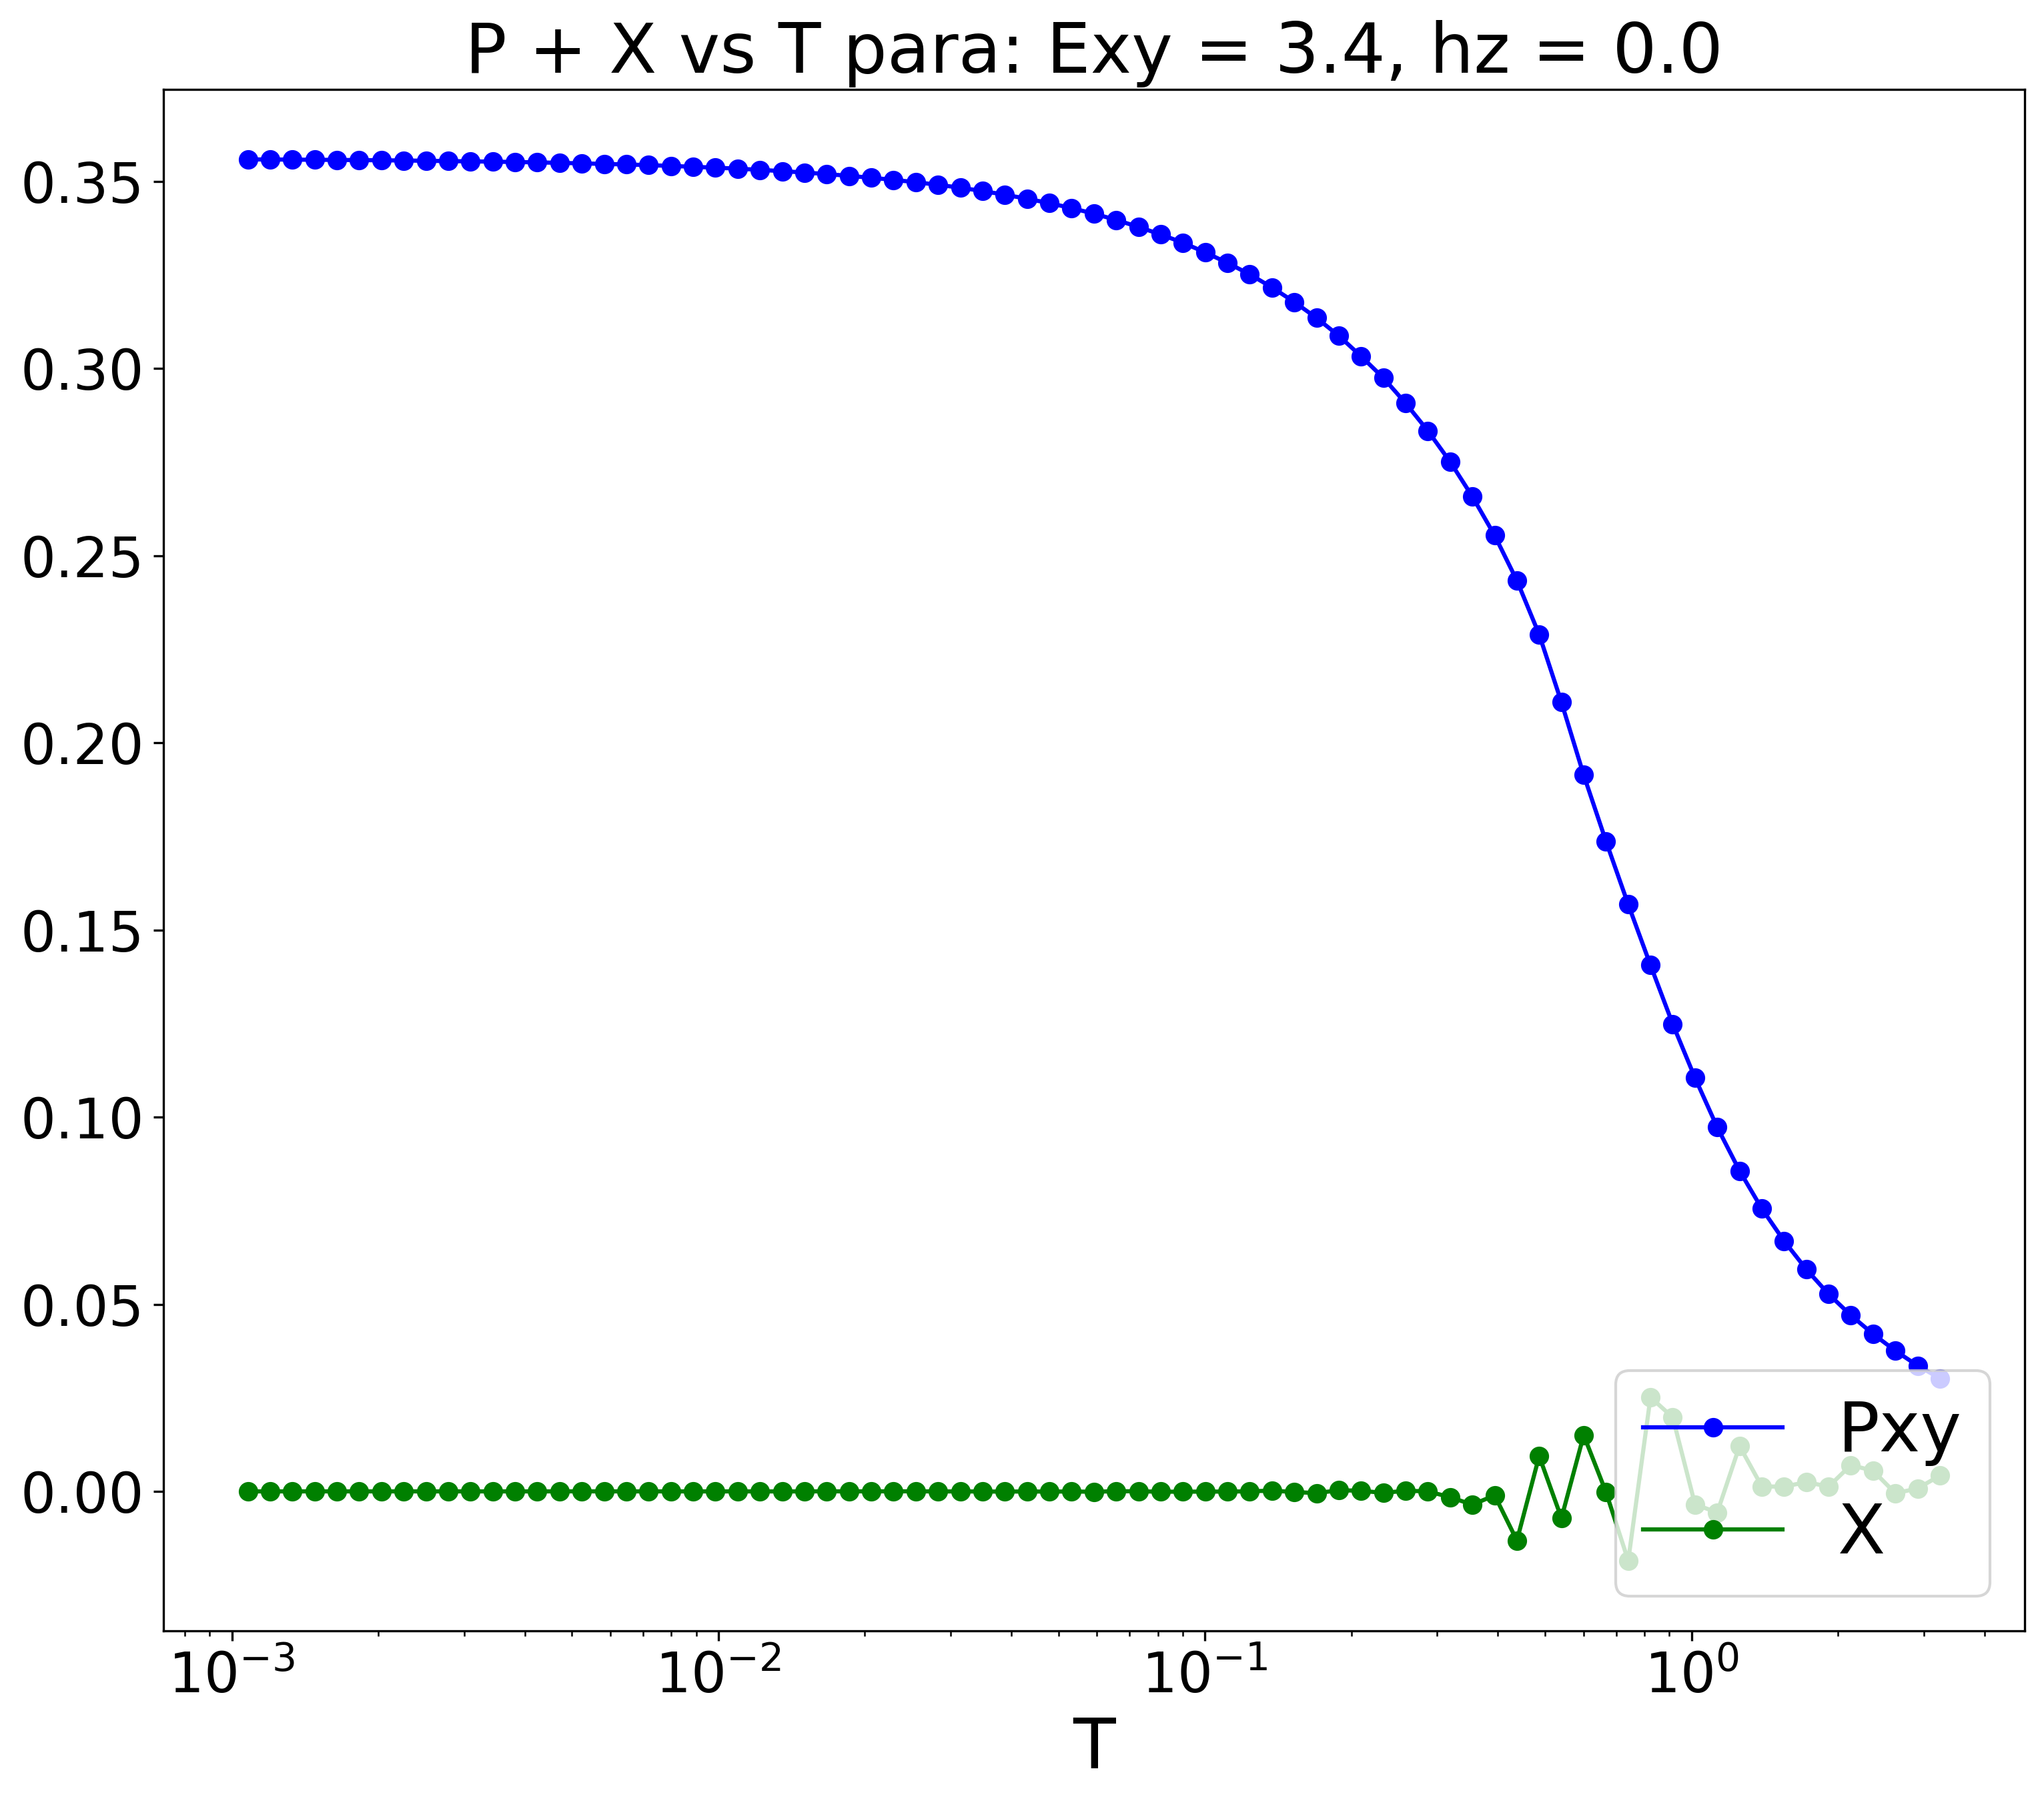 P + X vs T para: Exy = 3.4, hz = 0.0
0.35
0.30
0.25
0.20
0.15
0.10
0.05
0.00
Pxy
X
10⁻³ 10⁻² 10⁻¹ 10⁰
T